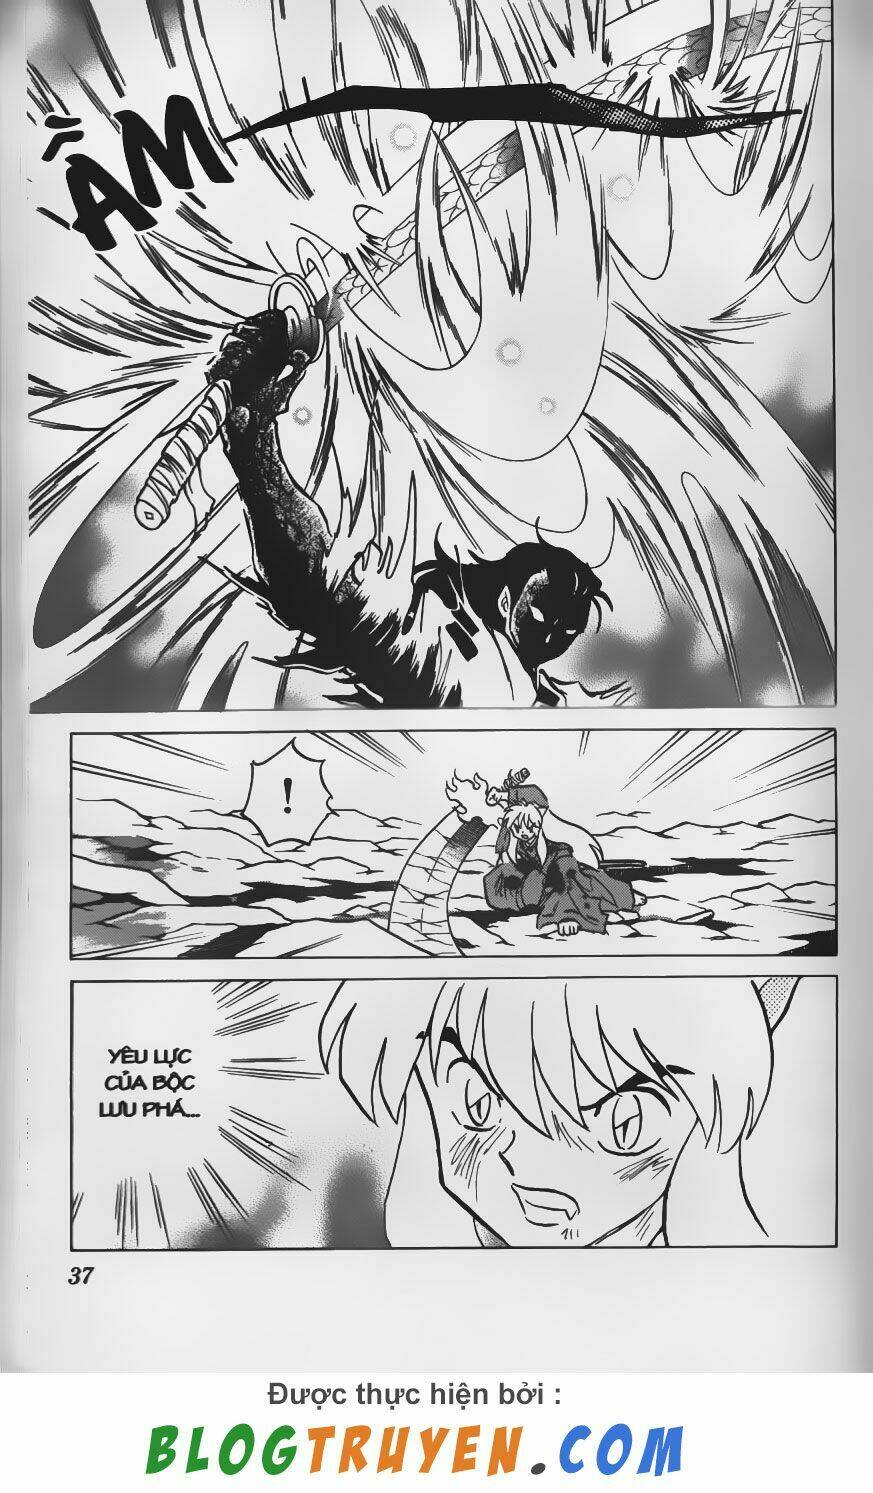 ẦM
!
YÊU LỰC
CỦA BỘC
LƯU PHÁ...
37
Được thực hiện bởi :
BLOGTRUYEN.COM